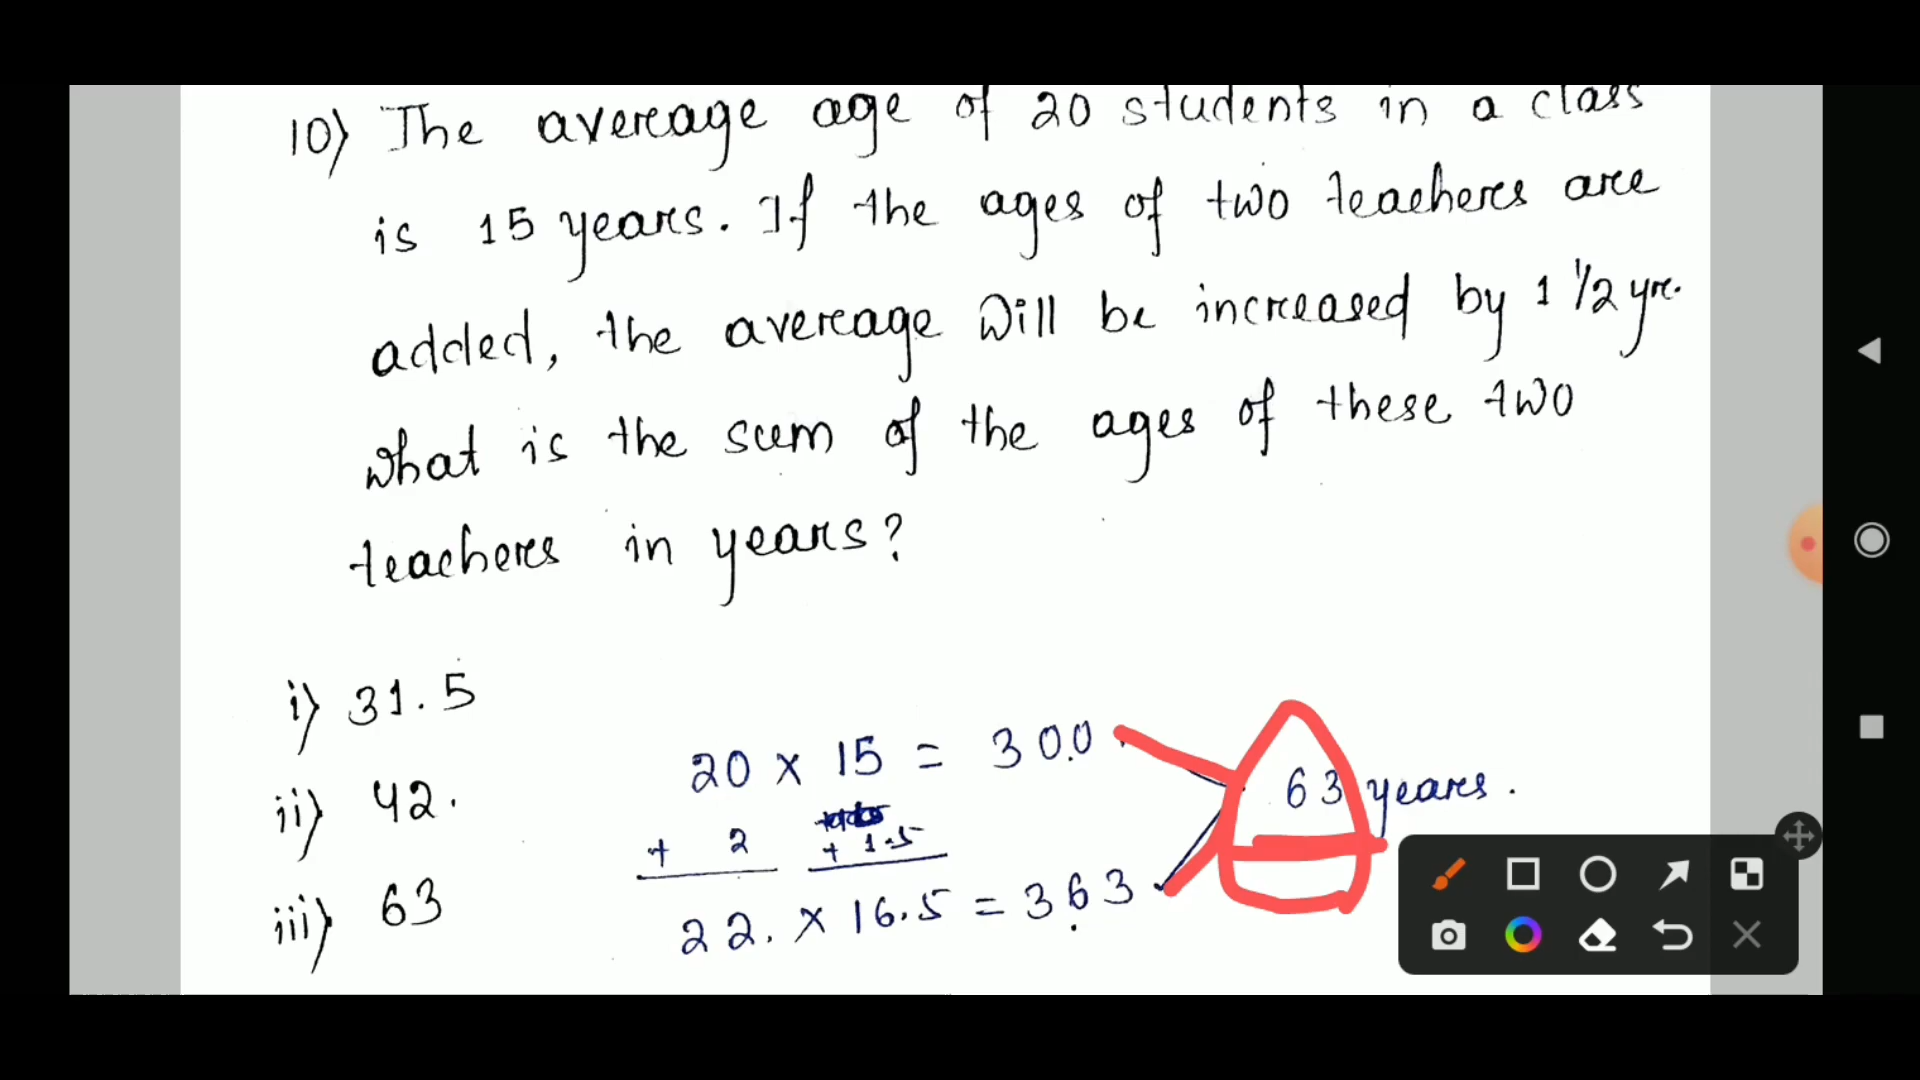 10) The average age of 20 students in a class
is 15 years. If the ages of two teachers are
added, the average will be increased by 1 1/2 yr.
What is the sum of the ages of these two
teachers in years?
i) 31.5
ii) 42.
iii) 63
20 x 15 = 300
+ 2 + 1.5
22. x 16.5 = 363
63 years.